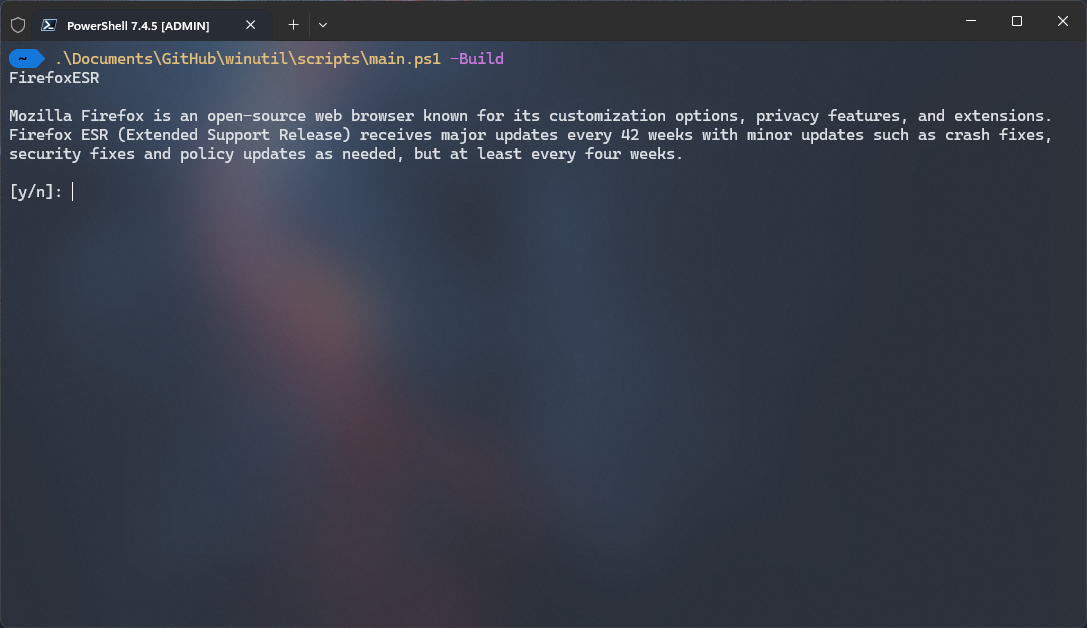 PowerShell 7.4.5 [ADMIN]
~ .\Documents\GitHub\winutil\scripts\main.ps1 -Build
FirefoxESR
Mozilla Firefox is an open-source web browser known for its customization options, privacy features, and extensions.
Firefox ESR (Extended Support Release) receives major updates every 42 weeks with minor updates such as crash fixes,
security fixes and policy updates as needed, but at least every four weeks.
[y/n]: